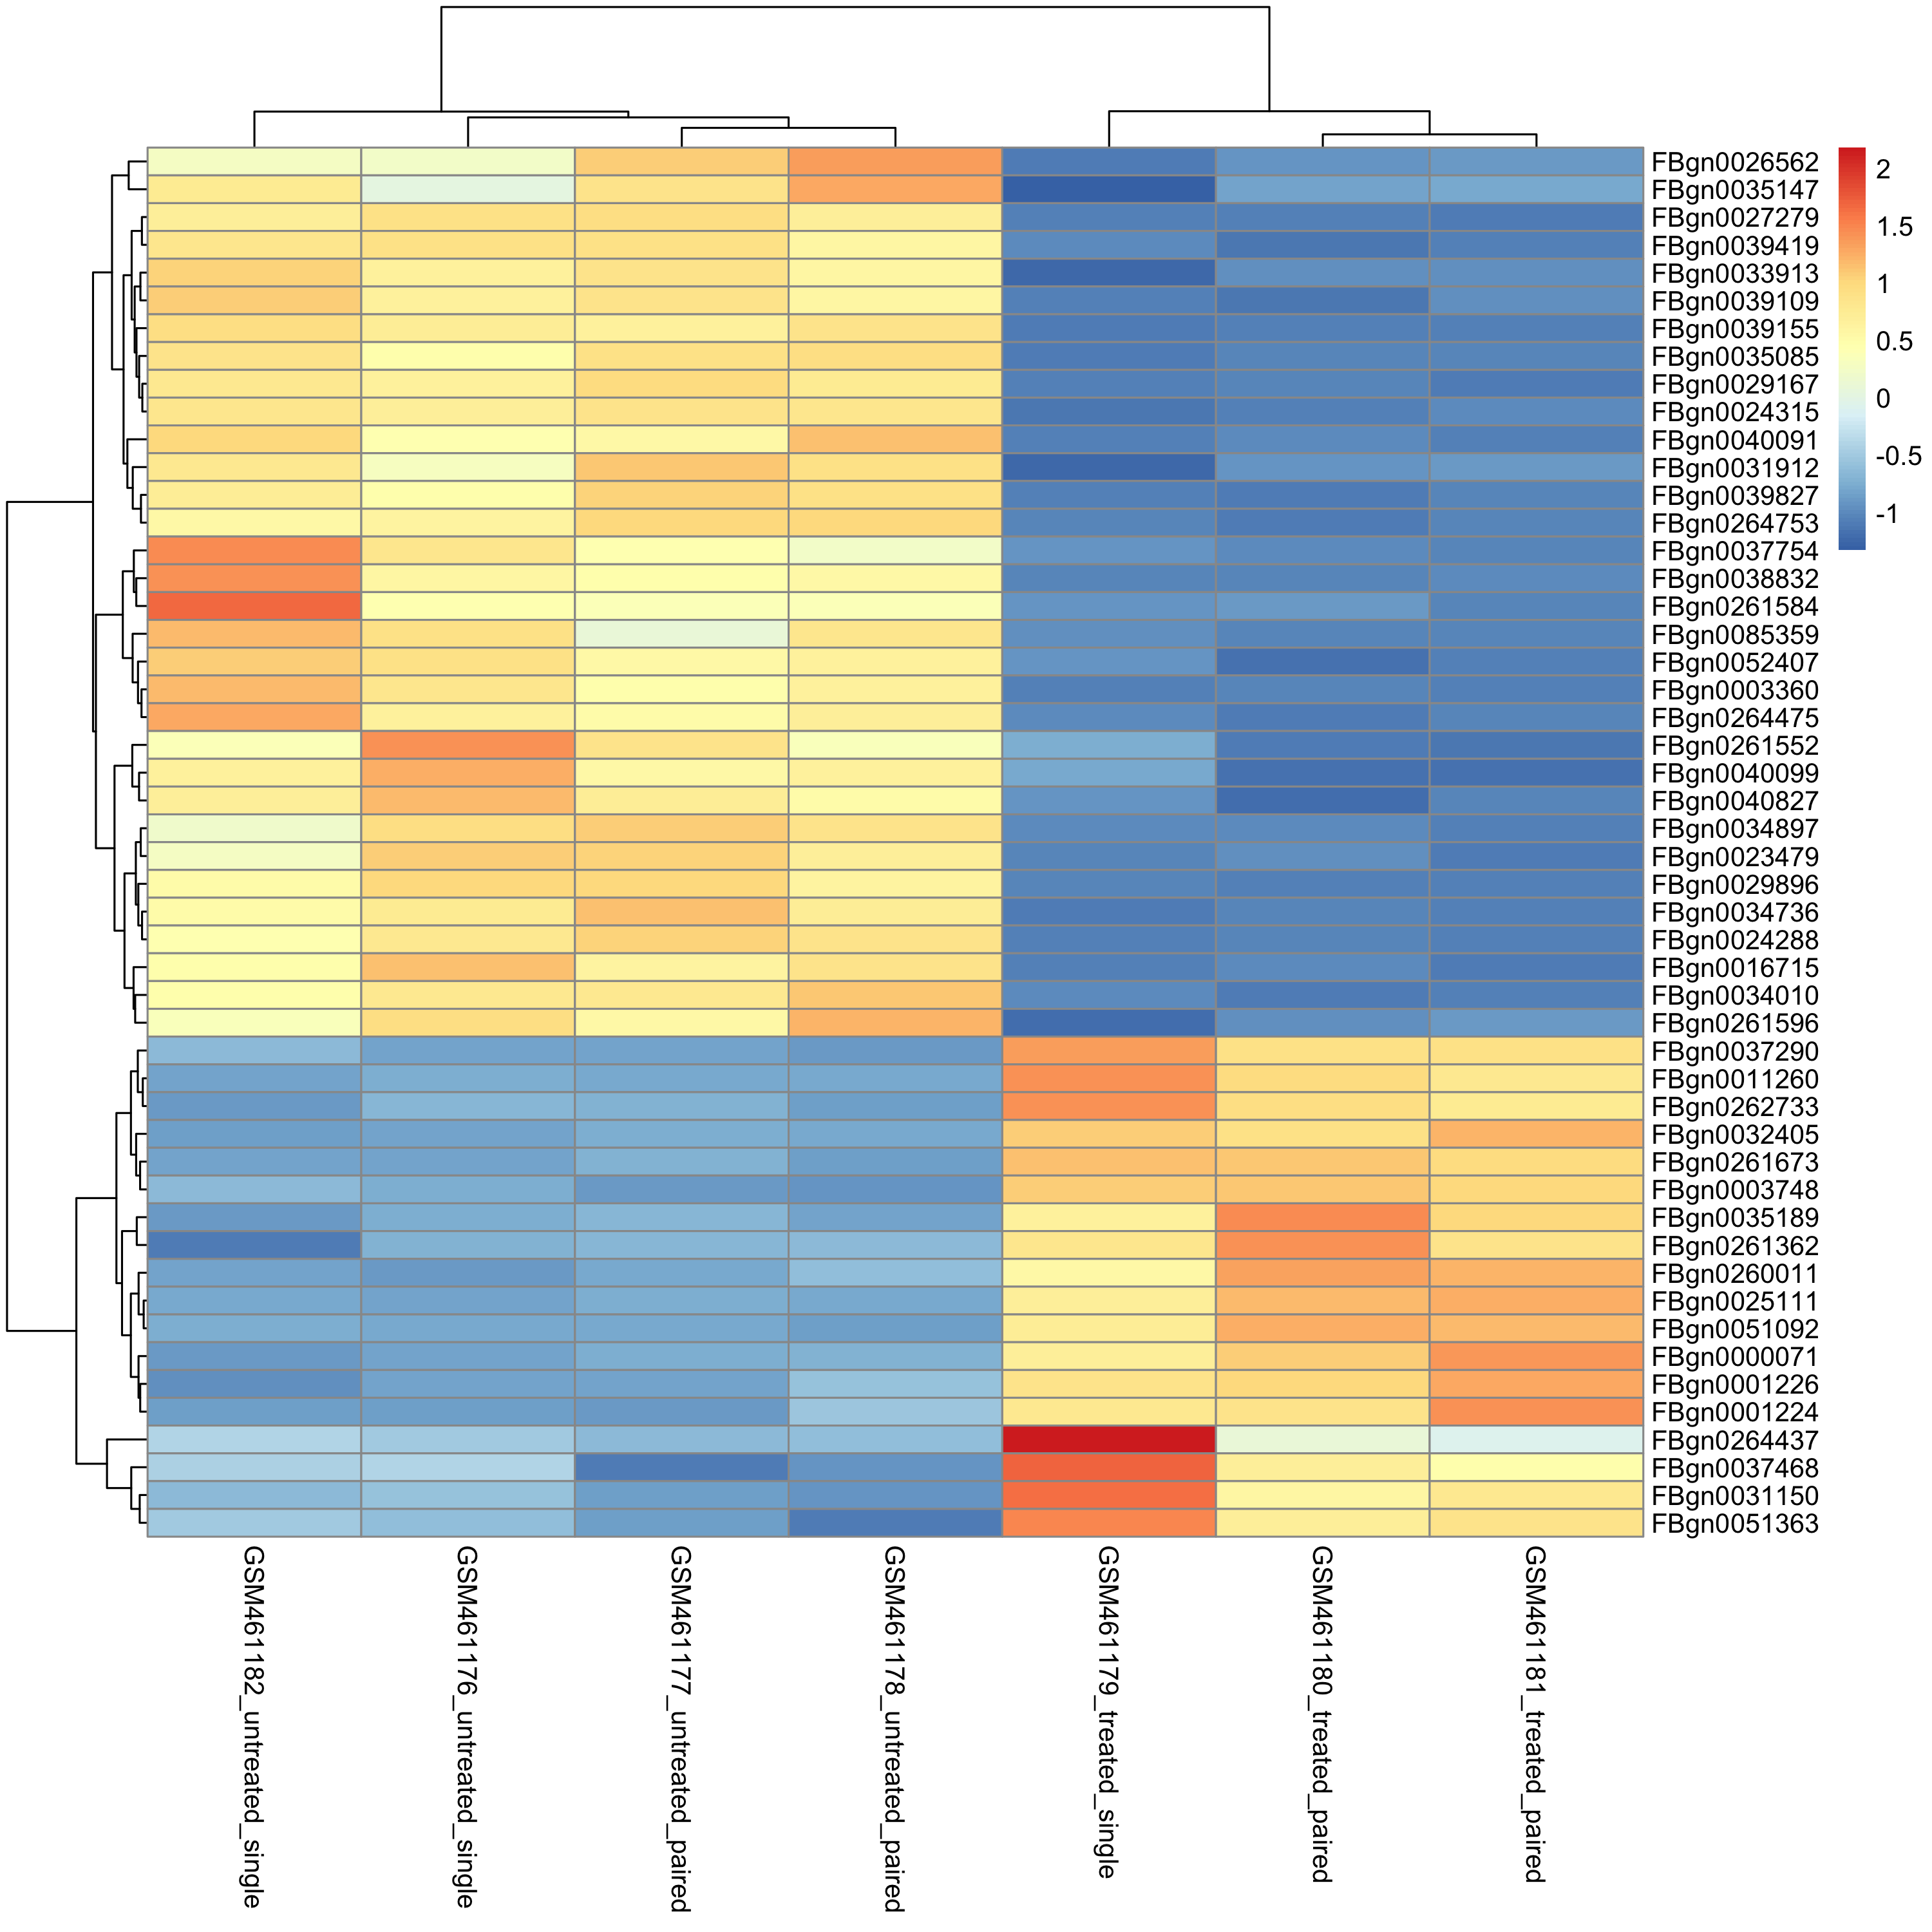 FBgn0026562
FBgn0035147
FBgn0027279
FBgn0039419
FBgn0033913
FBgn0039109
FBgn0039155
FBgn0035085
FBgn0029167
FBgn0024315
FBgn0040091
FBgn0031912
FBgn0039827
FBgn0264753
FBgn0037754
FBgn0038832
FBgn0261584
FBgn0085359
FBgn0052407
FBgn0003360
FBgn0264475
FBgn0261552
FBgn0040099
FBgn0040827
FBgn0034897
FBgn0023479
FBgn0029896
FBgn0034736
FBgn0024288
FBgn0016715
FBgn0034010
FBgn0261596
FBgn0037290
FBgn0011260
FBgn0262733
FBgn0032405
FBgn0261673
FBgn0003748
FBgn0035189
FBgn0261362
FBgn0260011
FBgn0025111
FBgn0051092
FBgn0000071
FBgn0001226
FBgn0001224
FBgn0264437
FBgn0037468
FBgn0031150
FBgn0051363
2
1.5
1
0.5
0
-0.5
-1
GSM461182_untreated_single
GSM461176_untreated_single
GSM461177_untreated_paired
GSM461178_untreated_paired
GSM461179_treated_single
GSM461180_treated_paired
GSM461181_treated_paired